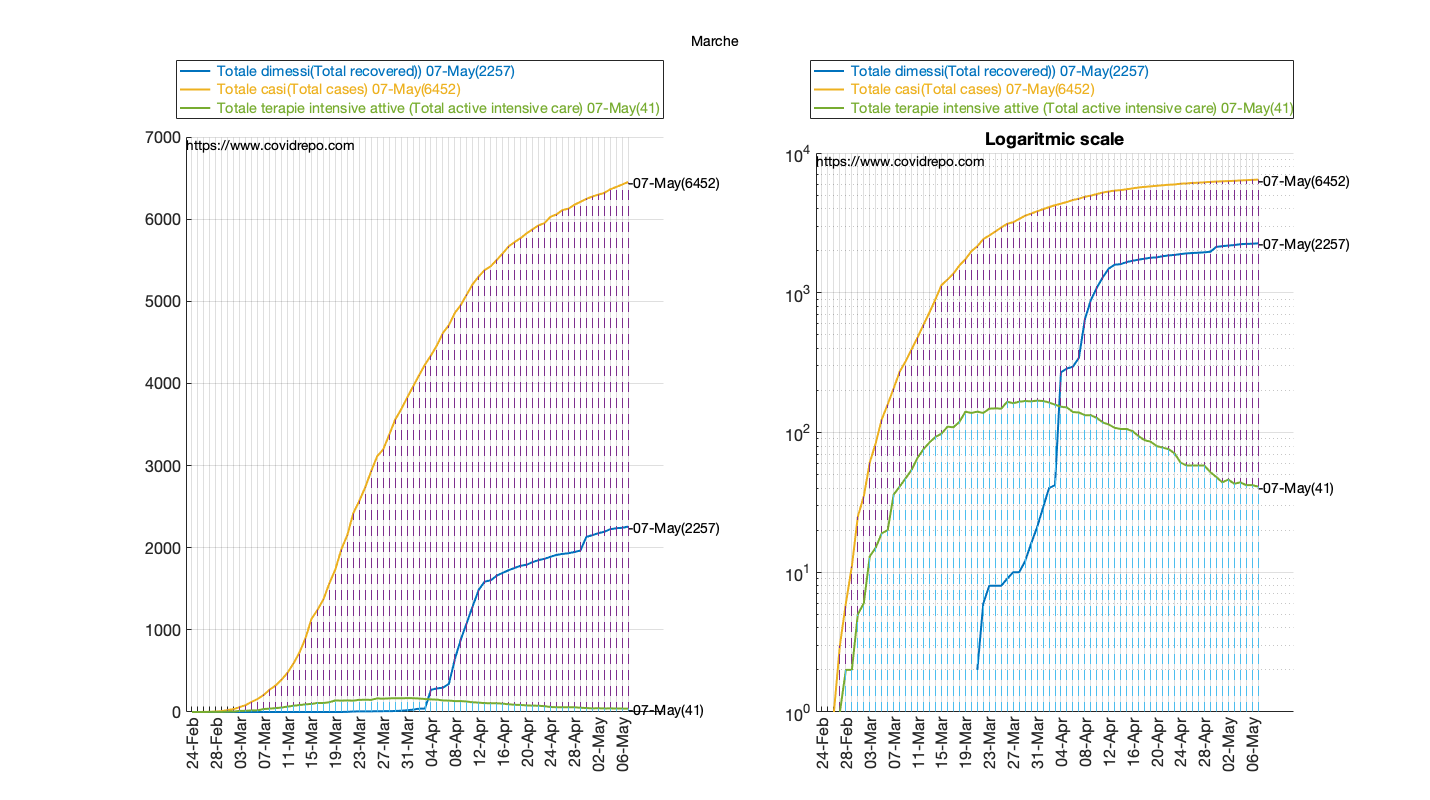 Marche
Totale dimessi(Total recovered)) 07-May(2257)
Totale casi(Total cases) 07-May(6452)
Totale terapie intensive attive (Total active intensive care) 07-May(41)
https://www.covidrepo.com
7000
6000
5000
4000
3000
2000
1000
0
-07-May(6452)
-07-May(2257)
-07-May(41)
24-Feb
28-Feb
03-Mar
07-Mar
11-Mar
15-Mar
19-Mar
23-Mar
27-Mar
31-Mar
04-Apr
08-Apr
12-Apr
16-Apr
20-Apr
24-Apr
28-Apr
02-May
06-May
Totale dimessi(Total recovered)) 07-May(2257)
Totale casi(Total cases) 07-May(6452)
Totale terapie intensive attive (Total active intensive care) 07-May(41)
Logaritmic scale
https://www.covidrepo.com
10^4
10^3
10^2
10^1
10^0
-07-May(6452)
-07-May(2257)
-07-May(41)
24-Feb
28-Feb
03-Mar
07-Mar
11-Mar
15-Mar
19-Mar
23-Mar
27-Mar
31-Mar
04-Apr
08-Apr
12-Apr
16-Apr
20-Apr
24-Apr
28-Apr
02-May
06-May